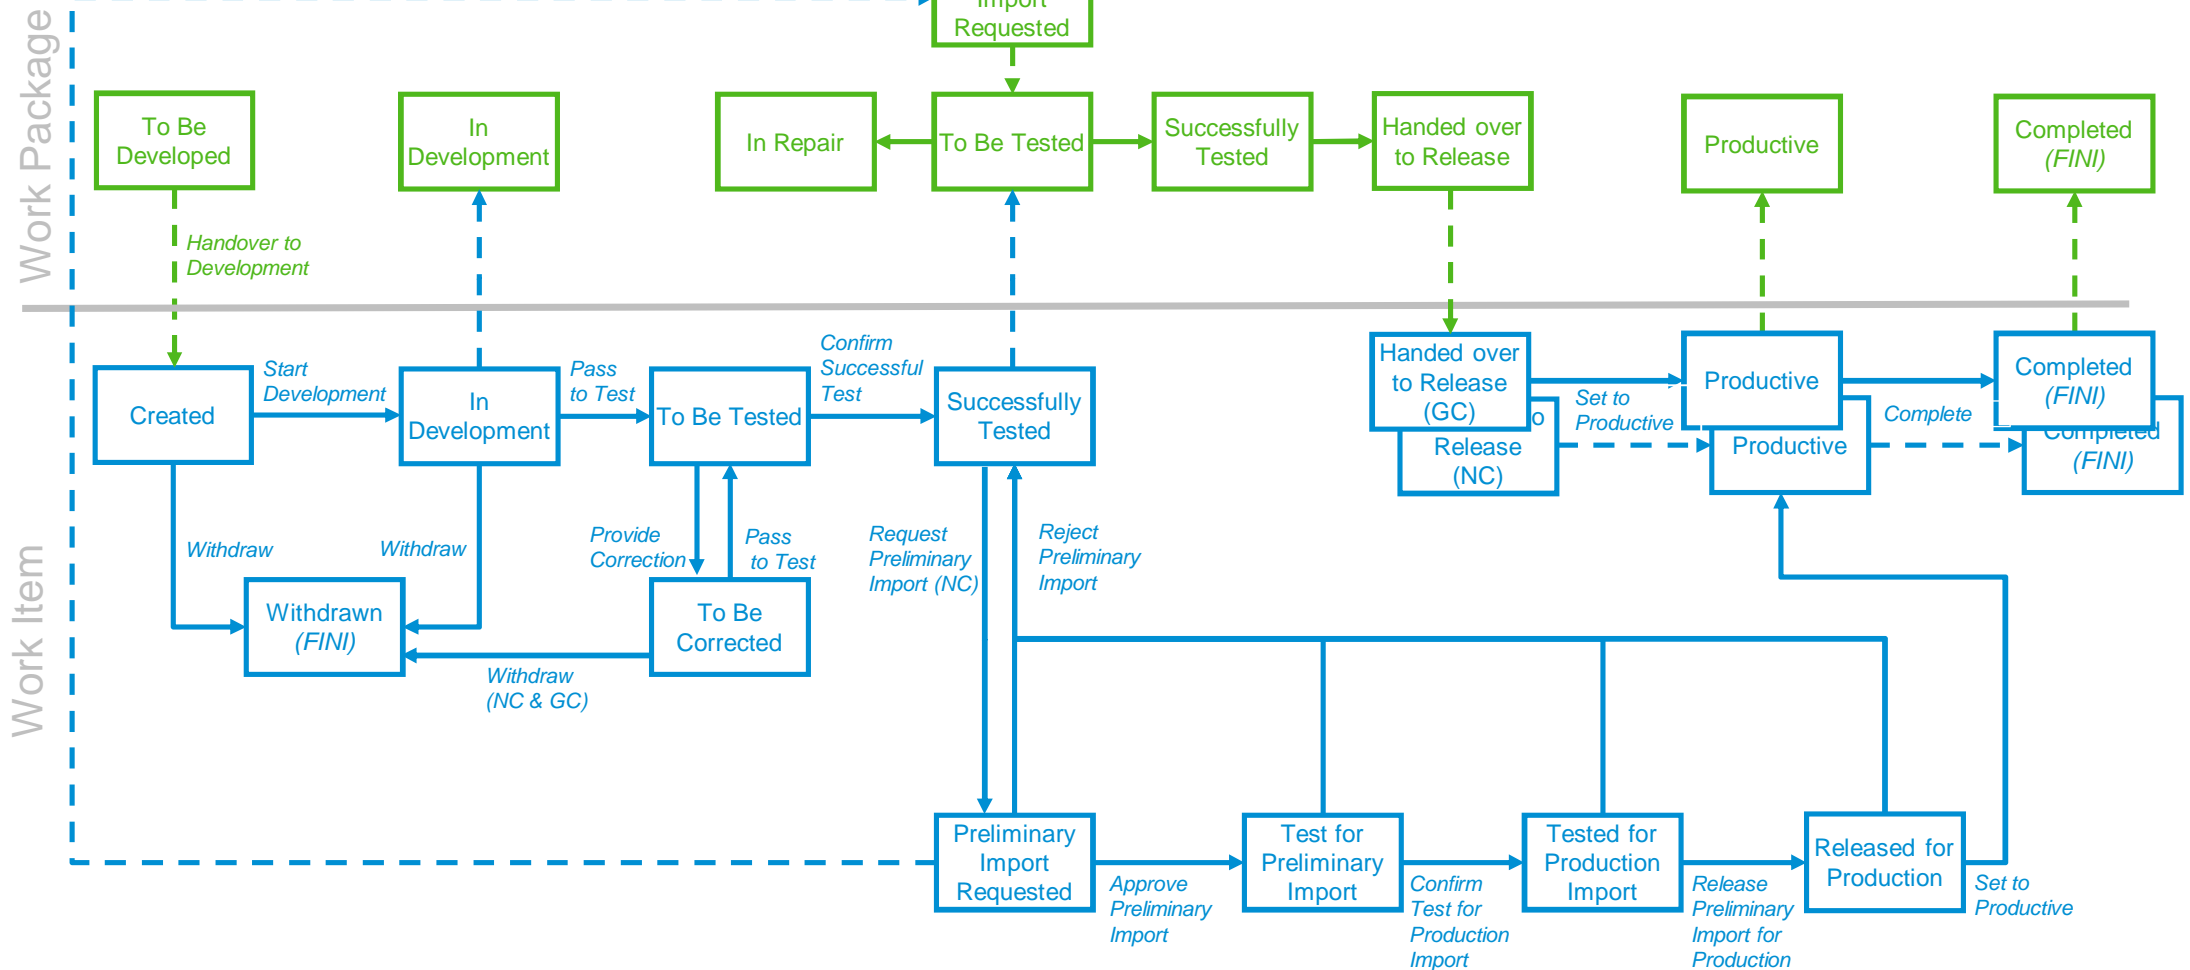 Work Package
Import
Requested
To Be
Developed
In
Development
In Repair
To Be Tested
Successfully
Tested
Handed over
to Release
Productive
Completed
(FINI)
Handover to
Development
Work Item
Created
Start
Development
In
Development
Pass
to Test
To Be Tested
Confirm
Successful
Test
Successfully
Tested
Handed over
to Release
(GC)
o
Release
(NC)
Set to
Productive
Productive
Productive
Complete
Completed
(FINI)
Completed
(FINI)
Withdraw
Withdraw
Withdrawn
(FINI)
Provide
Correction
Pass
to Test
To Be
Corrected
Withdraw
(NC & GC)
Request
Preliminary
Import (NC)
Reject
Preliminary
Import
Preliminary
Import
Requested
Approve
Preliminary
Import
Test for
Preliminary
Import
Confirm
Test for
Production
Import
Tested for
Production
Import
Release
Preliminary
Import for
Production
Released for
Production
Set to
Productive